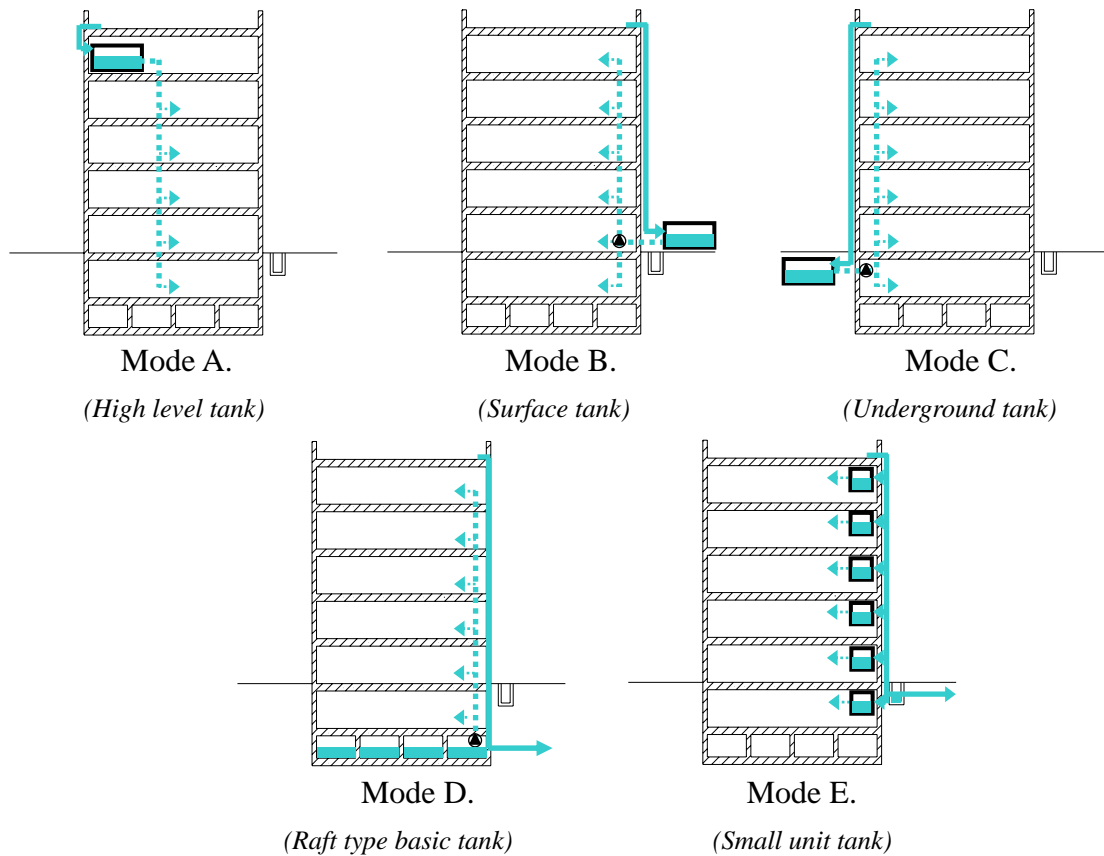 Mode A.
(High level tank)
Mode B.
(Surface tank)
Mode C.
(Underground tank)
Mode D.
(Raft type basic tank)
Mode E.
(Small unit tank)